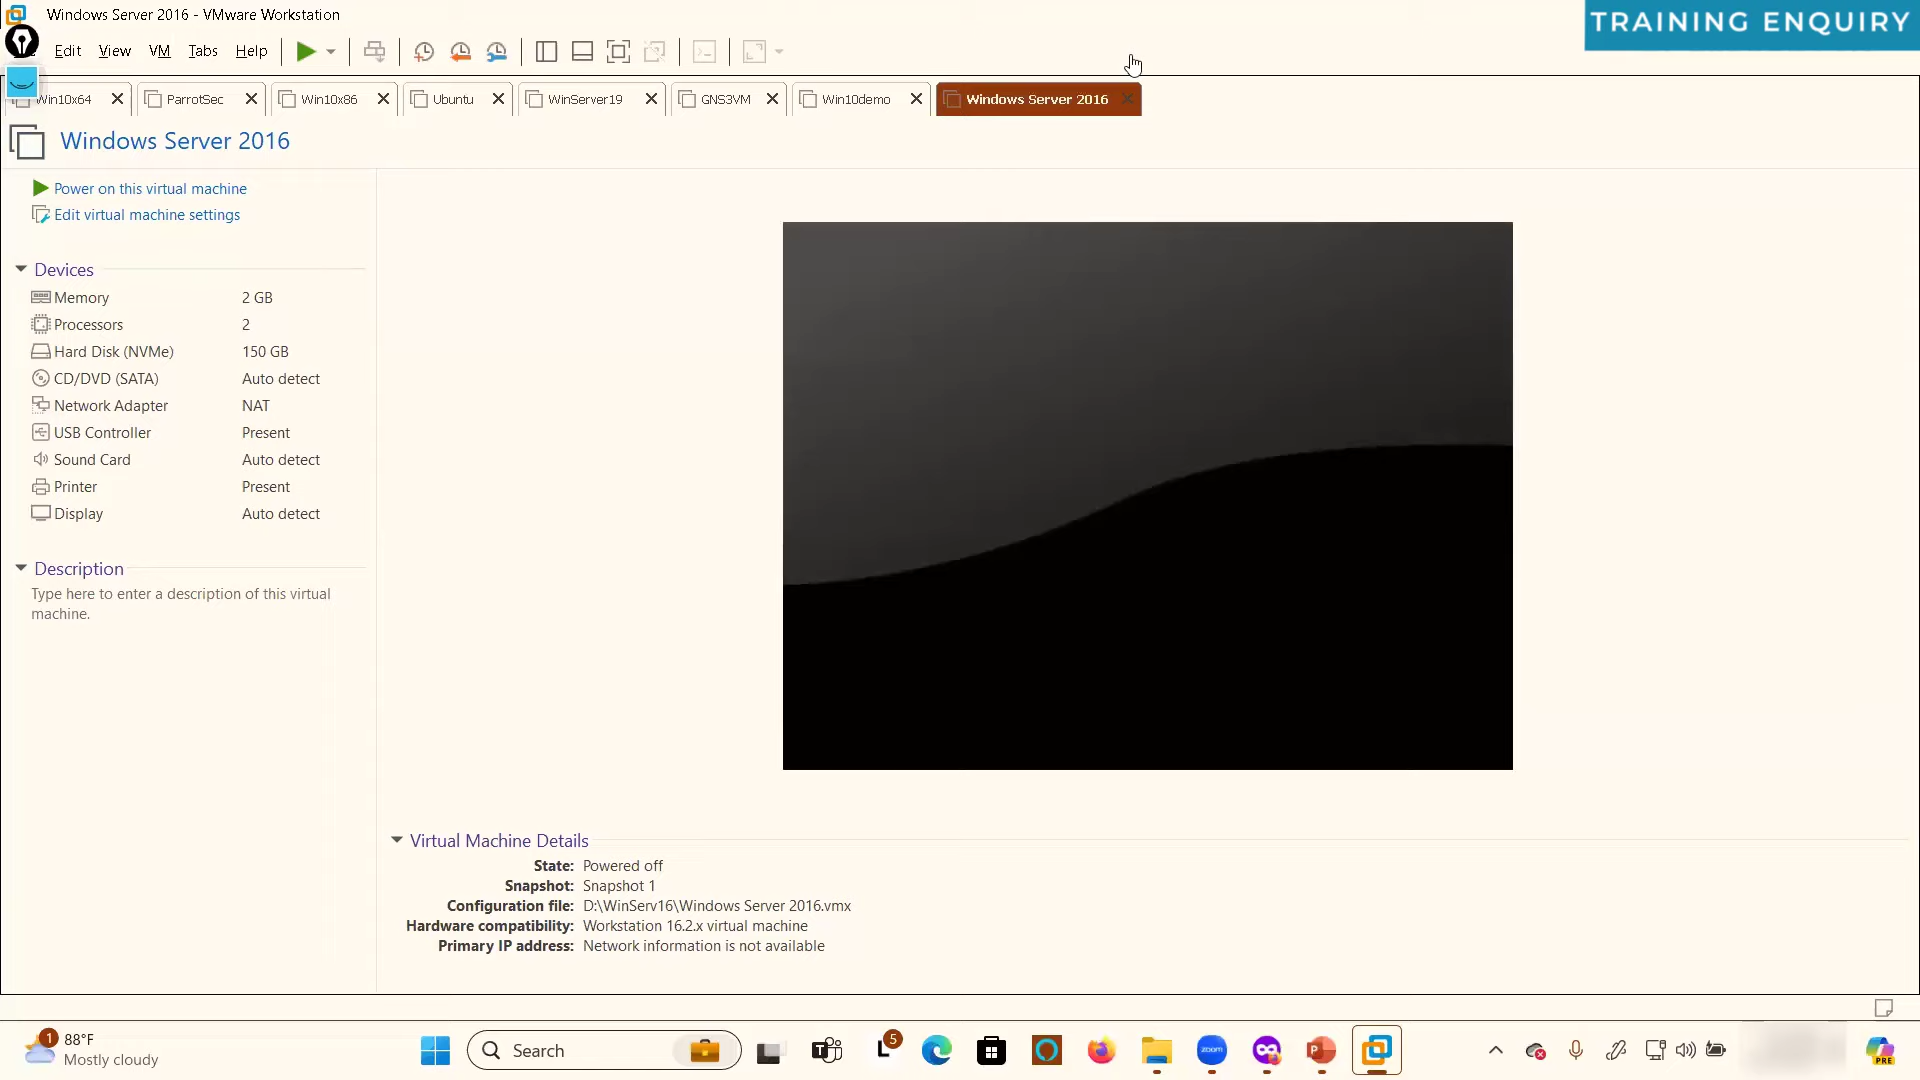 Windows Server 2016 - VMware Workstation
TRAINING ENQUIRY
Edit View VM Tabs Help
Win10x64
ParrotSec
Win10x86
Ubuntu
WinServer19
GNS3VM
Win10demo
Windows Server 2016
Windows Server 2016
Power on this virtual machine
Edit virtual machine settings
Devices
Memory 2 GB
Processors 2
Hard Disk (NVMe) 150 GB
CD/DVD (SATA) Auto detect
Network Adapter NAT
USB Controller Present
Sound Card Auto detect
Printer Present
Display Auto detect
Description
Type here to enter a description of this virtual
machine.
Virtual Machine Details
State: Powered off
Snapshot: Snapshot 1
Configuration file: D:\WinServ16\Windows Server 2016.vmx
Hardware compatibility: Workstation 16.2.x virtual machine
Primary IP address: Network information is not available
1
88°F
Mostly cloudy
Search
5
zoom
PRE